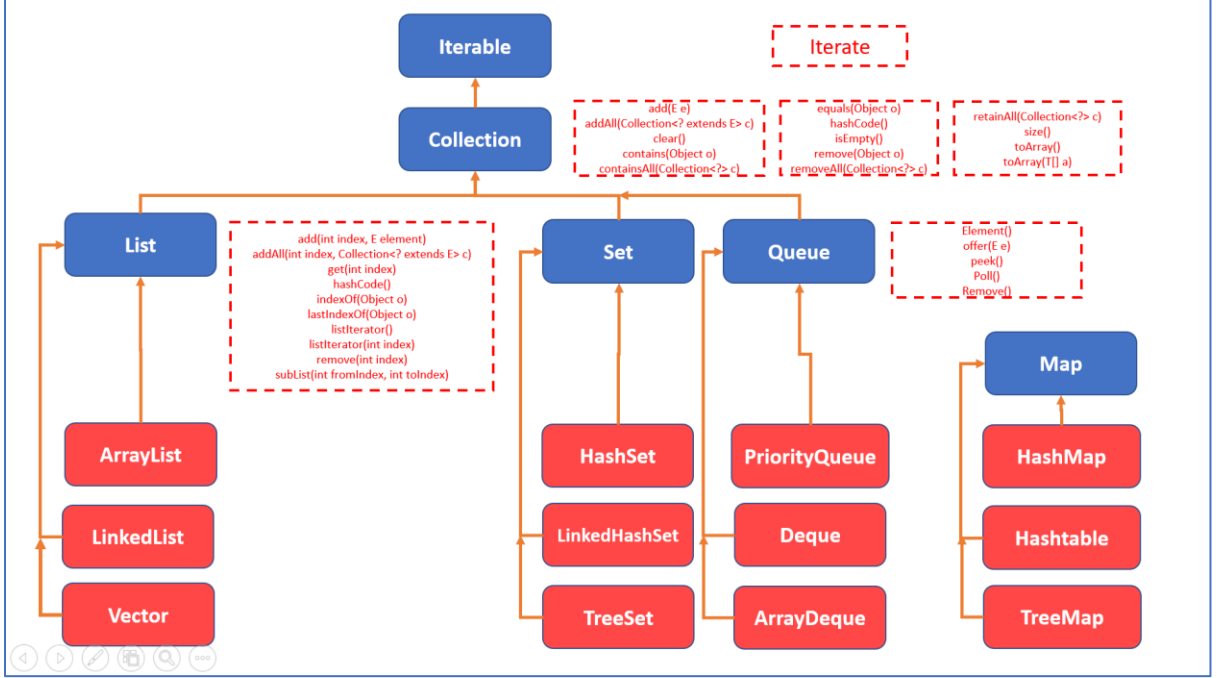 Iterable
Iterate
Collection
add(E e)
addAll(Collection<? extends E> c)
clear()
contains(Object o)
containsAll(Collection<?> c)
equals(Object o)
hashCode()
isEmpty()
remove(Object o)
removeAll(Collection<?> c)
retainAll(Collection<?> c)
size()
toArray()
toArray(T[] a)
List
add(int index, E element)
addAll(int index, Collection<? extends E> c)
get(int index)
hashCode()
indexOf(Object o)
lastIndexOf(Object o)
listIterator()
listIterator(int index)
remove(int index)
subList(int fromIndex, int toIndex)
Set
Queue
Element()
offer(E e)
peek()
Poll()
Remove()
Map
ArrayList
HashSet
PriorityQueue
HashMap
LinkedList
LinkedHashSet
Deque
Hashtable
Vector
TreeSet
ArrayDeque
TreeMap